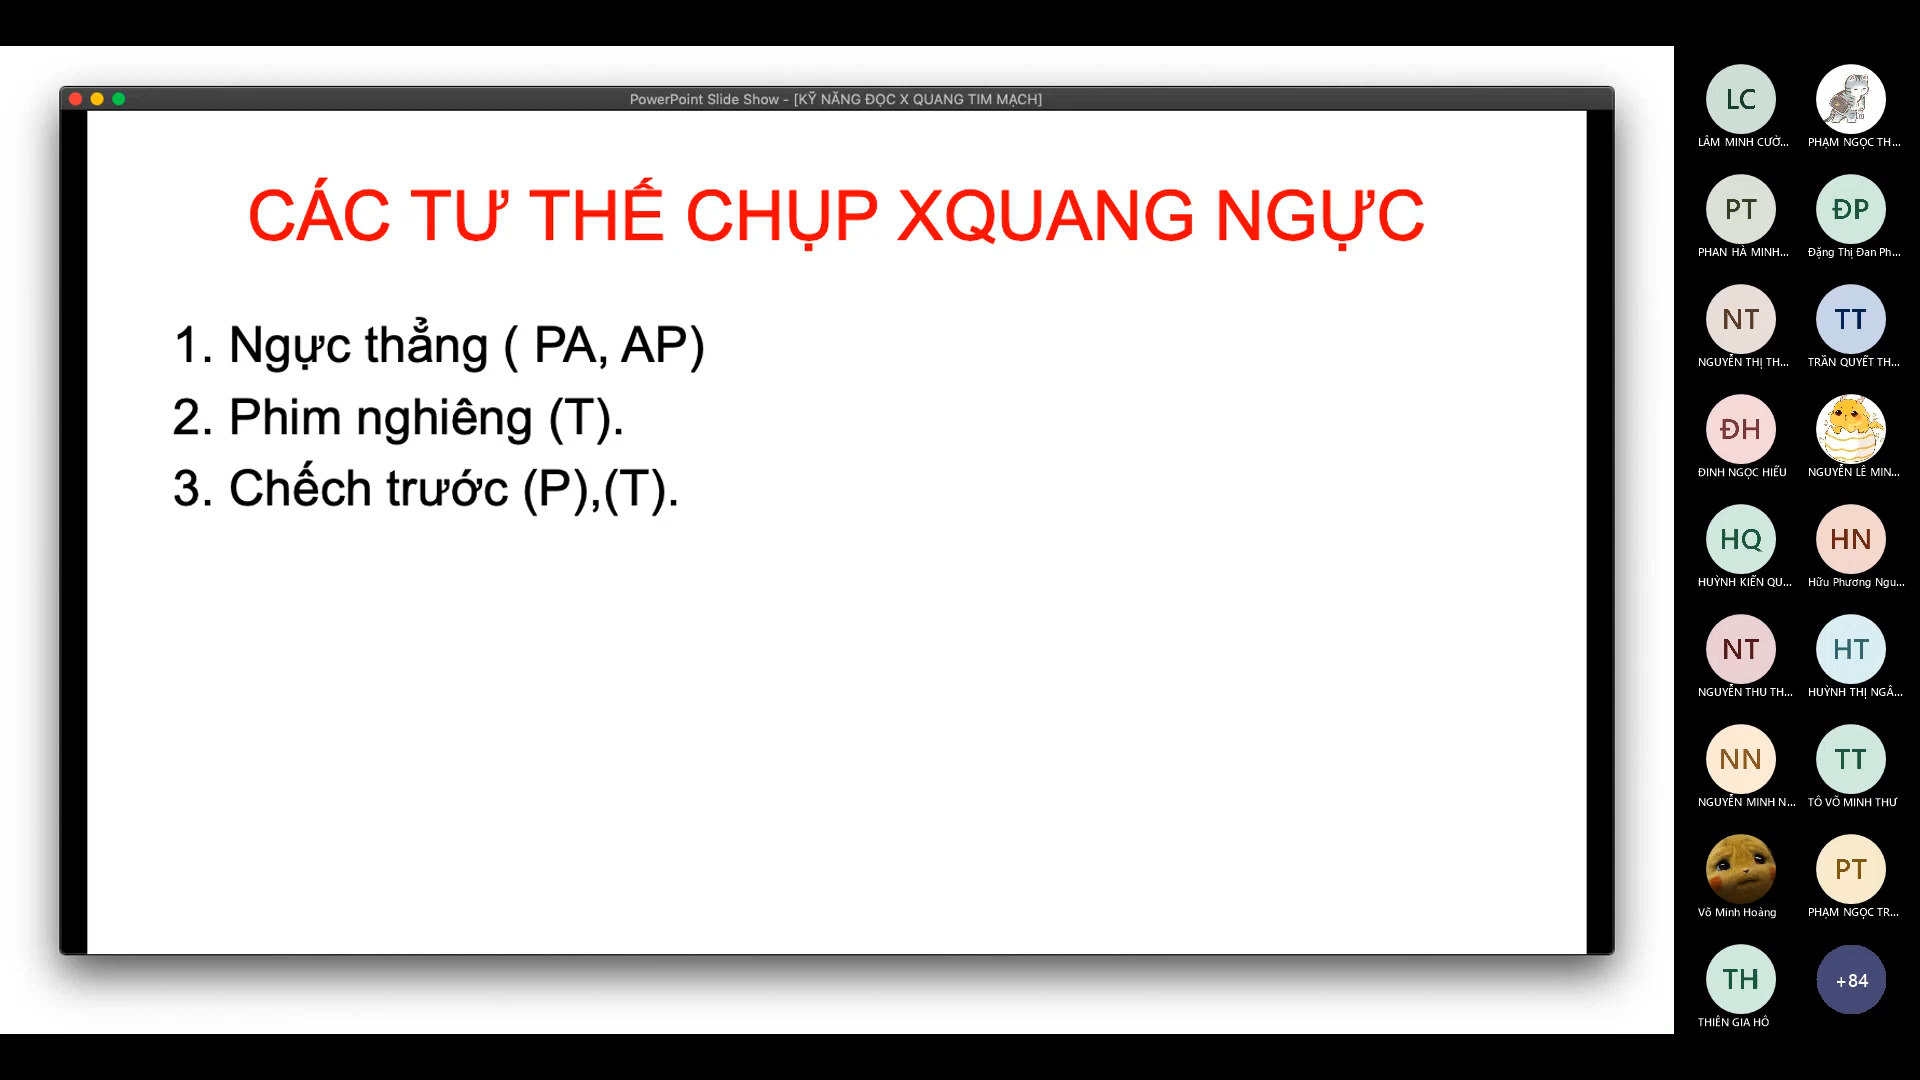 PowerPoint Slide Show - [KỸ NĂNG ĐỌC X QUANG TIM MẠCH]
CÁC TƯ THẾ CHỤP XQUANG NGỰC
1. Ngực thẳng ( PA, AP)
2. Phim nghiêng (T).
3. Chếch trước (P),(T).
LC
LÂM MINH CƯỜ...
PHẠM NGỌC TH...
PT
ĐP
PHAN HÀ MINH...
Đặng Thị Đan Ph...
NT
TT
NGUYỄN THỊ TH...
TRẦN QUYẾT TH...
ĐH
ĐINH NGỌC HIẾU
NGUYỄN LÊ MIN...
HQ
HN
HUỲNH KIẾN QU...
Hữu Phương Ngu...
NT
HT
NGUYỄN THU TH...
HUỲNH THỊ NGÂ...
NN
TT
NGUYỄN MINH N...
TÔ VÕ MINH THƯ
PT
Võ Minh Hoàng
PHẠM NGỌC TR...
TH
+84
THIÊN GIA HỒ